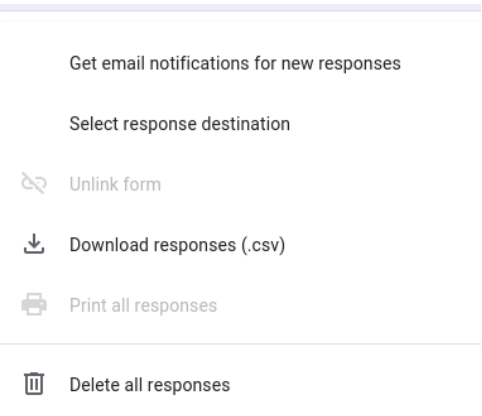 Get email notifications for new responses
Select response destination
Unlink form
Download responses (.csv)
Print all responses
Delete all responses